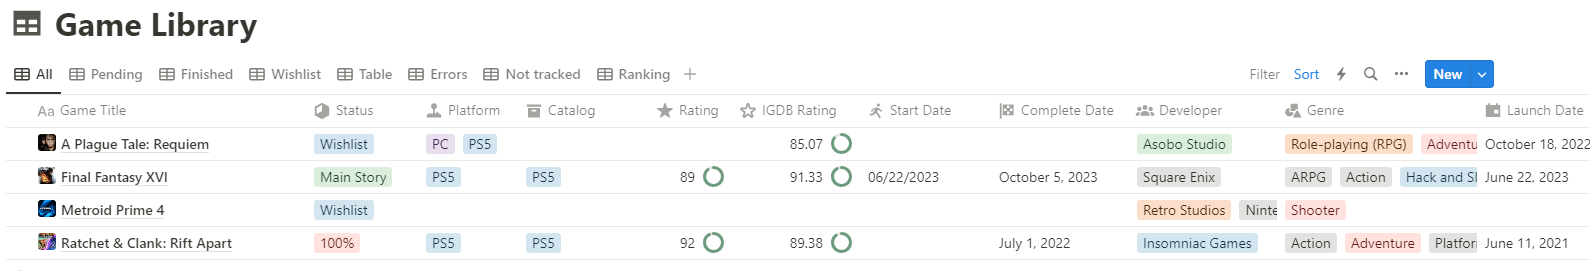 Game Library
All Pending Finished Wishlist Table Errors Not tracked Ranking + Filter Sort ... New
Aa Game Title Status Platform Catalog Rating IGDB Rating Start Date Complete Date Developer Genre Launch Date
A Plague Tale: Requiem Wishlist PC PS5 85.07 Asobo Studio Role-playing (RPG) Adventu October 18, 2022
Final Fantasy XVI Main Story PS5 PS5 89 91.33 06/22/2023 October 5, 2023 Square Enix ARPG Action Hack and Sl June 22, 2023
Metroid Prime 4 Wishlist Retro Studios Ninte Shooter
Ratchet & Clank: Rift Apart 100% PS5 PS5 92 89.38 July 1, 2022 Insomniac Games Action Adventure Platfor June 11, 2021